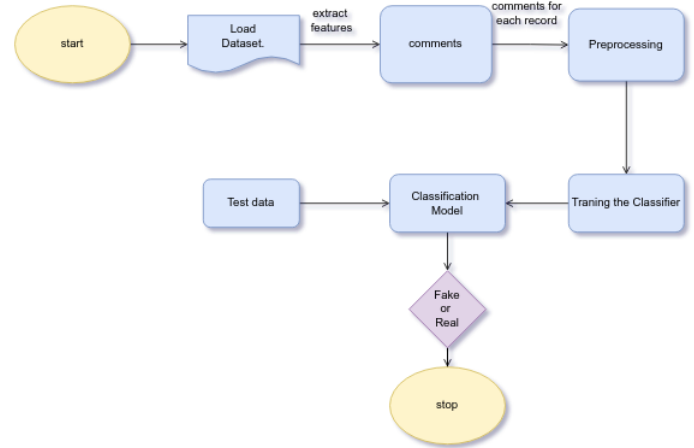 start
Load
Dataset.
extract
features
comments
comments for
each record
Preprocessing
Test data
Classification
Model
Traning the Classifier
Fake
or
Real
stop